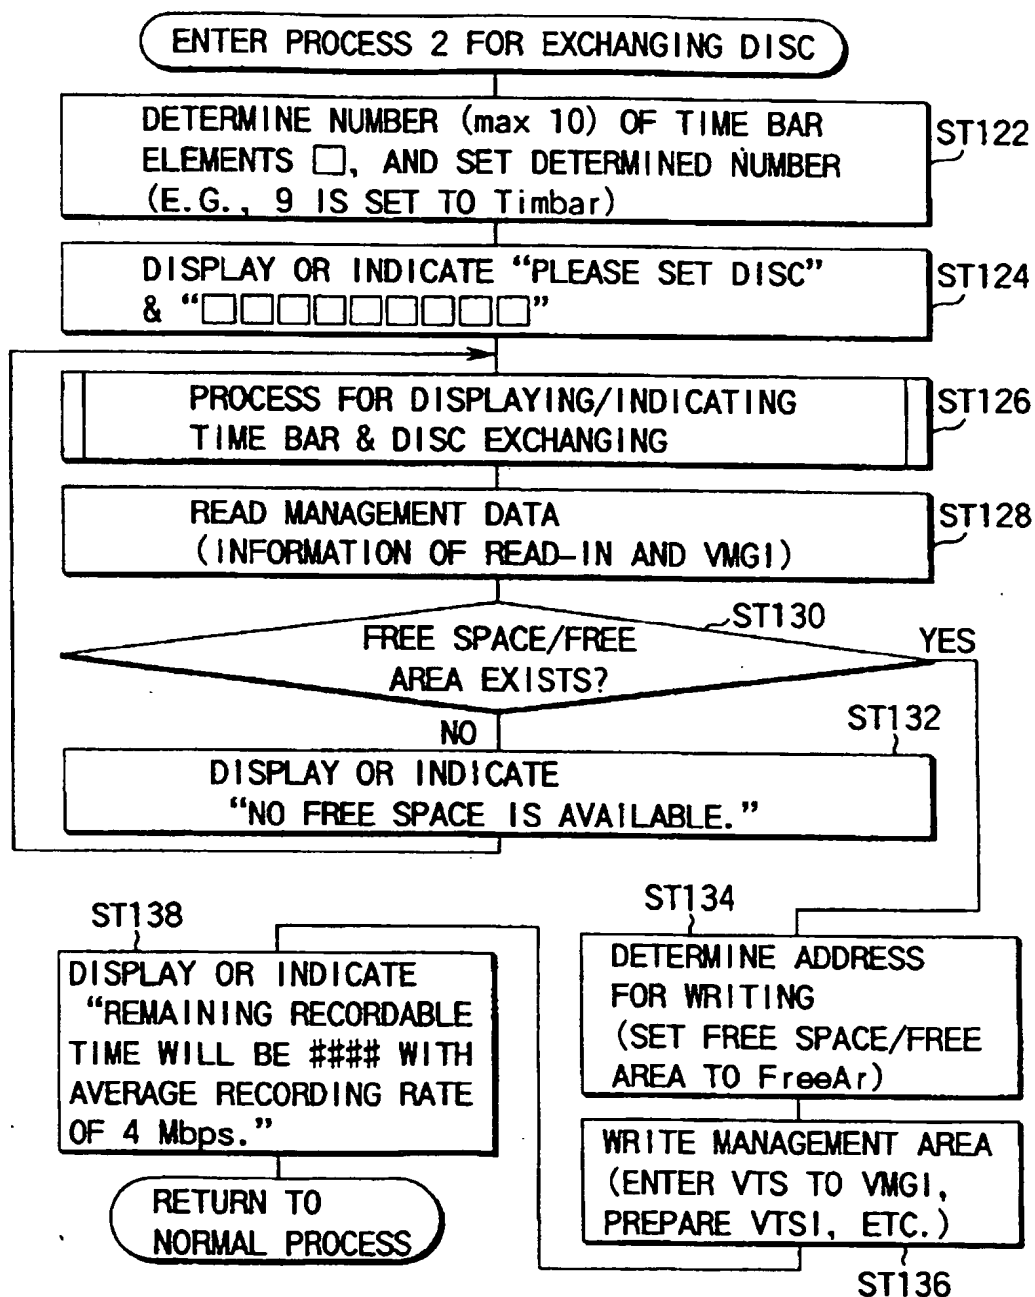 ENTER PROCESS 2 FOR EXCHANGING DISC
DETERMINE NUMBER (max 10) OF TIME BAR
ELEMENTS □, AND SET DETERMINED NUMBER
(E.G., 9 IS SET TO Timbar)
ST122
DISPLAY OR INDICATE “PLEASE SET DISC”
& “□□□□□□□□□”
ST124
PROCESS FOR DISPLAYING/INDICATING
TIME BAR & DISC EXCHANGING
ST126
READ MANAGEMENT DATA
(INFORMATION OF READ-IN AND VMGI)
ST128
ST130
FREE SPACE/FREE
AREA EXISTS?
YES
NO
ST132
DISPLAY OR INDICATE
“NO FREE SPACE IS AVAILABLE.”
ST134
DETERMINE ADDRESS
FOR WRITING
(SET FREE SPACE/FREE
AREA TO FreeAr)
WRITE MANAGEMENT AREA
(ENTER VTS TO VMGI,
PREPARE VTSI, ETC.)
ST136
ST138
DISPLAY OR INDICATE
“REMAINING RECORDABLE
TIME WILL BE #### WITH
AVERAGE RECORDING RATE
OF 4 Mbps.”
RETURN TO
NORMAL PROCESS